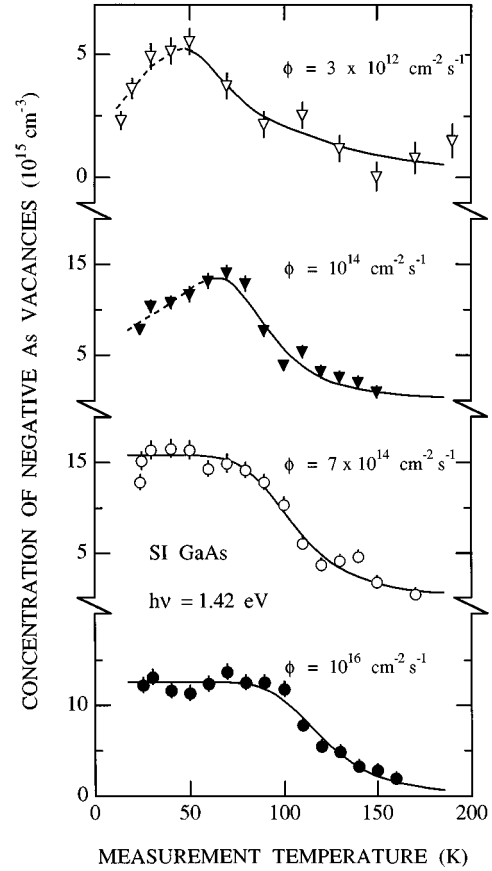 CONCENTRATION OF NEGATIVE As VACANCIES (10¹⁵ cm⁻³)
5
0
ϕ = 3 x 10¹² cm⁻² s⁻¹
15
5
ϕ = 10¹⁴ cm⁻² s⁻¹
15
5
ϕ = 7 x 10¹⁴ cm⁻² s⁻¹
SI GaAs
hν = 1.42 eV
ϕ = 10¹⁶ cm⁻² s⁻¹
10
0
0 50 100 150 200
MEASUREMENT TEMPERATURE (K)